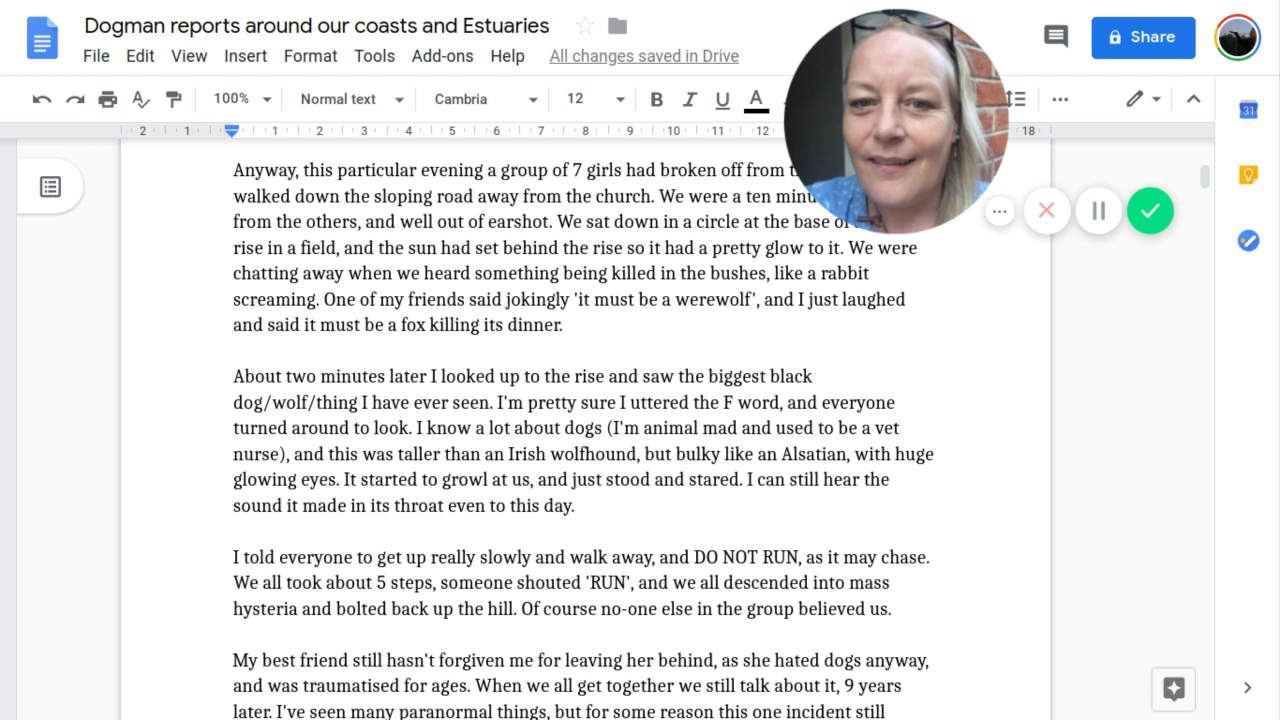 Dogman reports around our coasts and Estuaries
File Edit View Insert Format Tools Add-ons Help All changes saved in Drive
Share
100% Normal text Cambria 12 B I U A
2 1 1 2 3 4 5 6 7 8 9 10 11 12 18
31
Anyway, this particular evening a group of 7 girls had broken off from
walked down the sloping road away from the church. We were a ten
from the others, and well out of earshot. We sat down in a circle at the base
rise in a field, and the sun had set behind the rise so it had a pretty glow to it. We were
chatting away when we heard something being killed in the bushes, like a rabbit
screaming. One of my friends said jokingly 'it must be a werewolf', and I just laughed
and said it must be a fox killing its dinner.
About two minutes later I looked up to the rise and saw the biggest black
dog/wolf/thing I have ever seen. I'm pretty sure I uttered the F word, and everyone
turned around to look. I know a lot about dogs (I'm animal mad and used to be a vet
nurse), and this was taller than an Irish wolfhound, but bulky like an Alsatian, with huge
glowing eyes. It started to growl at us, and just stood and stared. I can still hear the
sound it made in its throat even to this day.
I told everyone to get up really slowly and walk away, and DO NOT RUN, as it may chase.
We all took about 5 steps, someone shouted 'RUN', and we all descended into mass
hysteria and bolted back up the hill. Of course no-one else in the group believed us.
My best friend still hasn't forgiven me for leaving her behind, as she hated dogs anyway,
and was traumatised for ages. When we all get together we still talk about it, 9 years
later. I've seen many paranormal things, but for some reason this one incident still